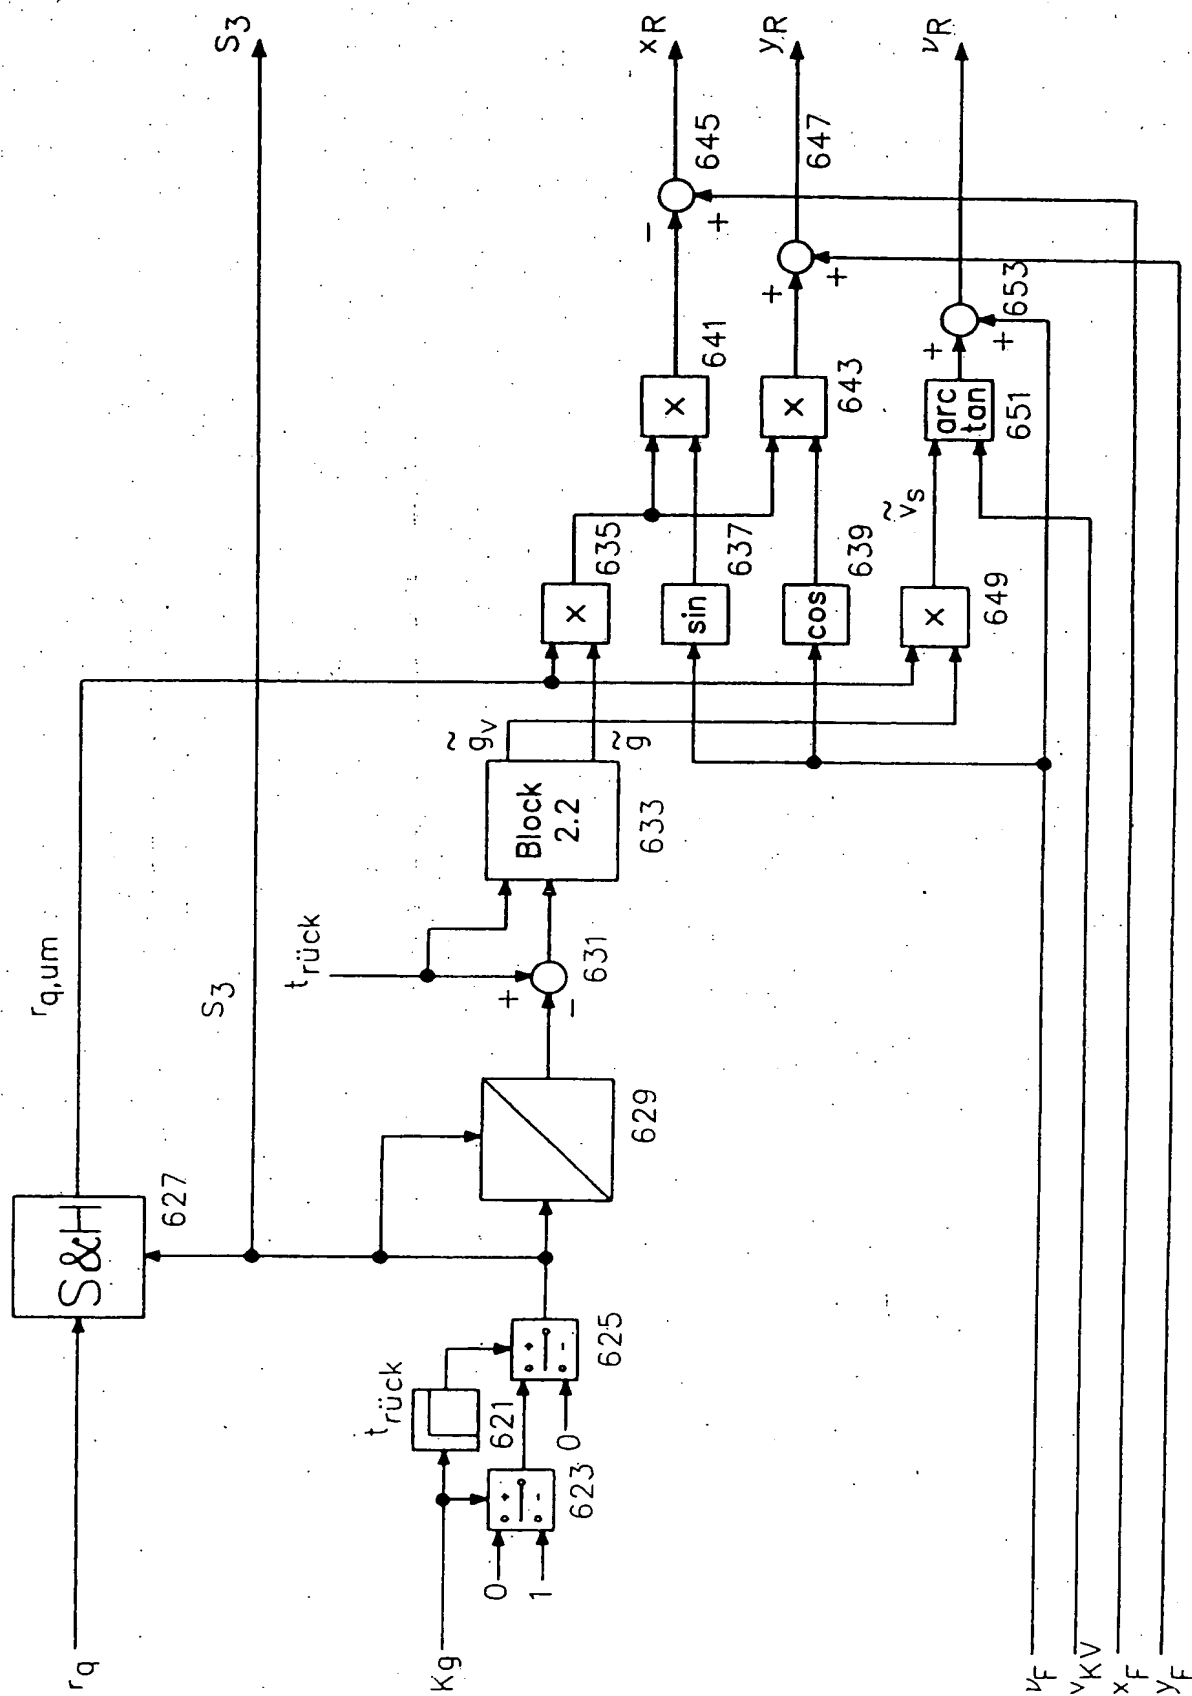 S3
xR
yR
νR
645
647
653
641
643
arc
tan
651
x
x
ṽs
635
637
639
649
x
sin
cos
x
g̃v
g̃
Block
2.2
633
rq,um
S3
trück
631
629
S&H
627
trück
621
625
0
623
0
1
rq
Kg
νF
vKV
xF
yF
+
-
+
+
+
+
+
-
+
-
+
-